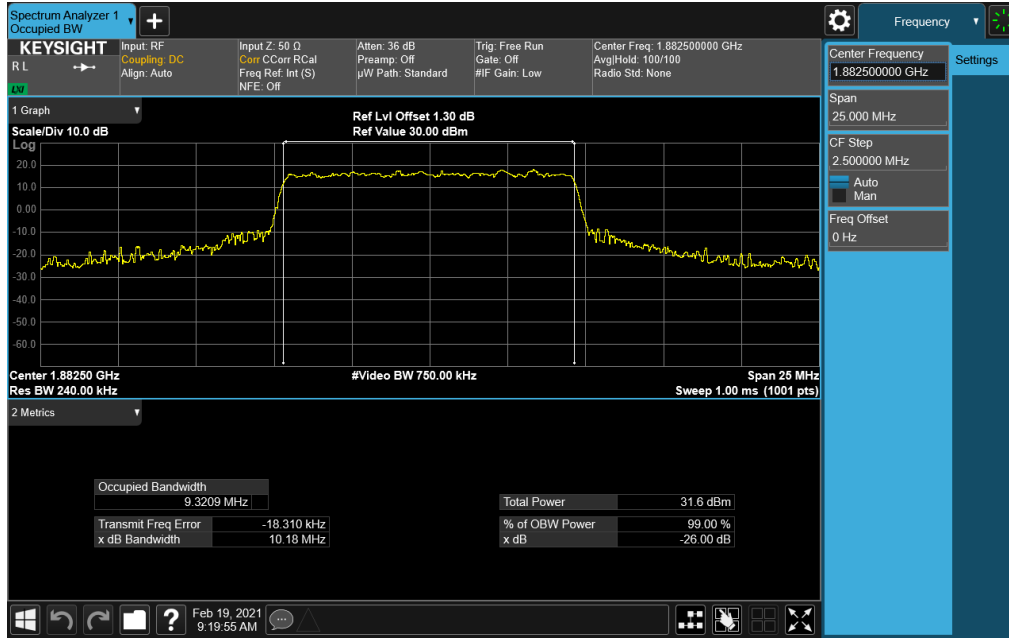 Spectrum Analyzer 1
Occupied BW
Frequency
KEYSIGHT
R L
LXI
Input: RF
Coupling: DC
Align: Auto
Input Z: 50 Ω
Corr CCorr RCal
Freq Ref: Int (S)
NFE: Off
Atten: 36 dB
Preamp: Off
µW Path: Standard
Trig: Free Run
Gate: Off
#IF Gain: Low
Center Freq: 1.882500000 GHz
Avg|Hold: 100/100
Radio Std: None
Center Frequency
1.882500000 GHz
Settings
Span
25.000 MHz
CF Step
2.500000 MHz
Auto
Man
Freq Offset
0 Hz
1 Graph
Scale/Div 10.0 dB
Ref Lvl Offset 1.30 dB
Ref Value 30.00 dBm
Log
20.0
10.0
0.00
-10.0
-20.0
-30.0
-40.0
-50.0
-60.0
Center 1.88250 GHz
#Video BW 750.00 kHz
Span 25 MHz
Res BW 240.00 kHz
Sweep 1.00 ms (1001 pts)
2 Metrics
Occupied Bandwidth
9.3209 MHz
Total Power 31.6 dBm
Transmit Freq Error -18.310 kHz
% of OBW Power 99.00 %
x dB Bandwidth 10.18 MHz
x dB -26.00 dB
?
Feb 19, 2021
9:19:55 AM